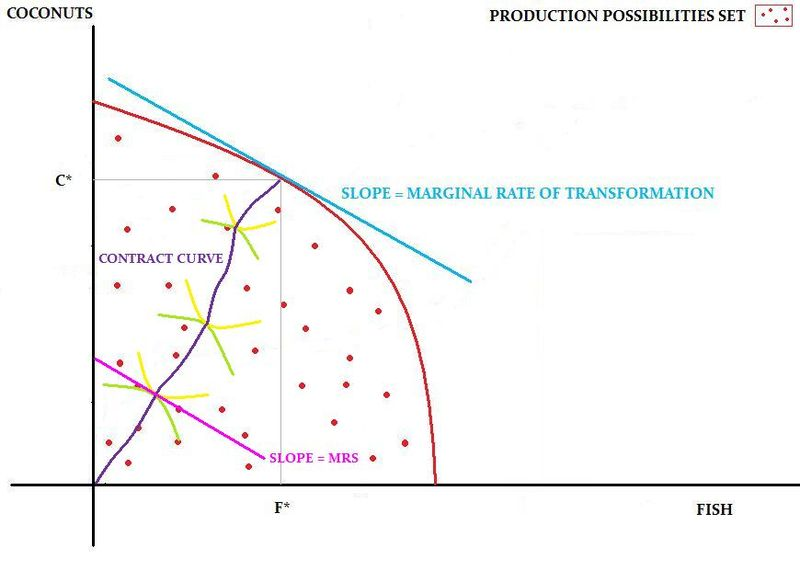 COCONUTS
PRODUCTION POSSIBILITIES SET
C*
SLOPE = MARGINAL RATE OF TRANSFORMATION
CONTRACT CURVE
SLOPE = MRS
F*
FISH